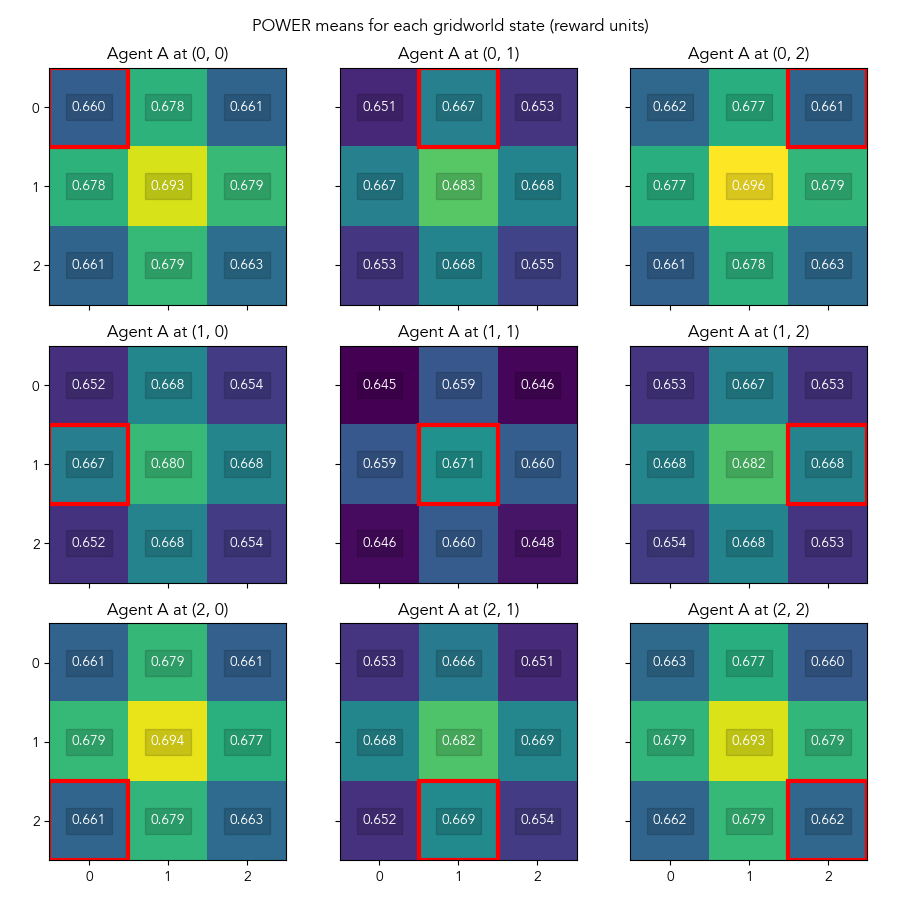 POWER means for each gridworld state (reward units)
Agent A at (0, 0) Agent A at (0, 1) Agent A at (0, 2)
0 0.660 0.678 0.661 0.651 0.667 0.653 0.662 0.677 0.661
1 0.678 0.693 0.679 0.667 0.683 0.668 0.677 0.696 0.679
2 0.661 0.679 0.663 0.653 0.668 0.655 0.661 0.678 0.663
Agent A at (1, 0) Agent A at (1, 1) Agent A at (1, 2)
0 0.652 0.668 0.654 0.645 0.659 0.646 0.653 0.667 0.653
1 0.667 0.680 0.668 0.659 0.671 0.660 0.668 0.682 0.668
2 0.652 0.668 0.654 0.646 0.660 0.648 0.654 0.668 0.653
Agent A at (2, 0) Agent A at (2, 1) Agent A at (2, 2)
0 0.661 0.679 0.661 0.653 0.666 0.651 0.663 0.677 0.660
1 0.679 0.694 0.677 0.668 0.682 0.669 0.679 0.693 0.679
2 0.661 0.679 0.663 0.652 0.669 0.654 0.662 0.679 0.662
0 1 2 0 1 2 0 1 2